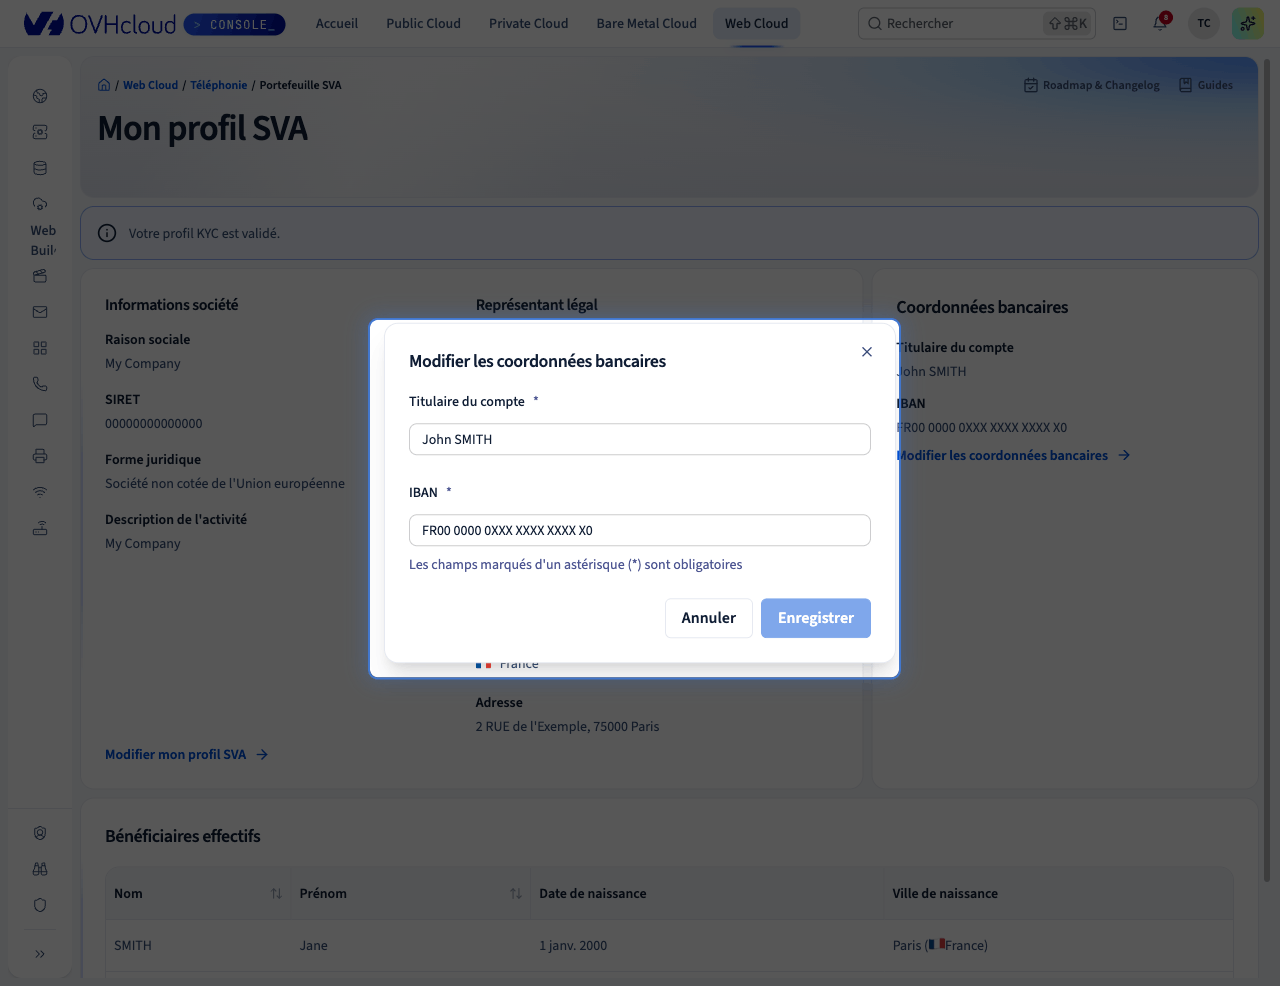 OVHcloud > CONSOLE_ Accueil Public Cloud Private Cloud Bare Metal Cloud Web Cloud Rechercher ⇧⌘K 8 TC
/ Web Cloud / Téléphonie / Portefeuille SVA Roadmap & Changelog Guides
Mon profil SVA
Votre profil KYC est validé.
Web
Buil
Informations société
Raison sociale
My Company
SIRET
00000000000000
Forme juridique
Société non cotée de l'Union européenne
Description de l'activité
My Company
Modifier mon profil SVA
Représentant légal
France
Adresse
2 RUE de l'Exemple, 75000 Paris
Coordonnées bancaires
Titulaire du compte
John SMITH
IBAN
FR00 0000 0XXX XXXX XXXX X0
Modifier les coordonnées bancaires
Modifier les coordonnées bancaires
Titulaire du compte *
John SMITH
IBAN *
FR00 0000 0XXX XXXX XXXX X0
Les champs marqués d'un astérisque (*) sont obligatoires
Annuler Enregistrer
Bénéficiaires effectifs
Nom Prénom Date de naissance Ville de naissance
SMITH Jane 1 janv. 2000 Paris (France)